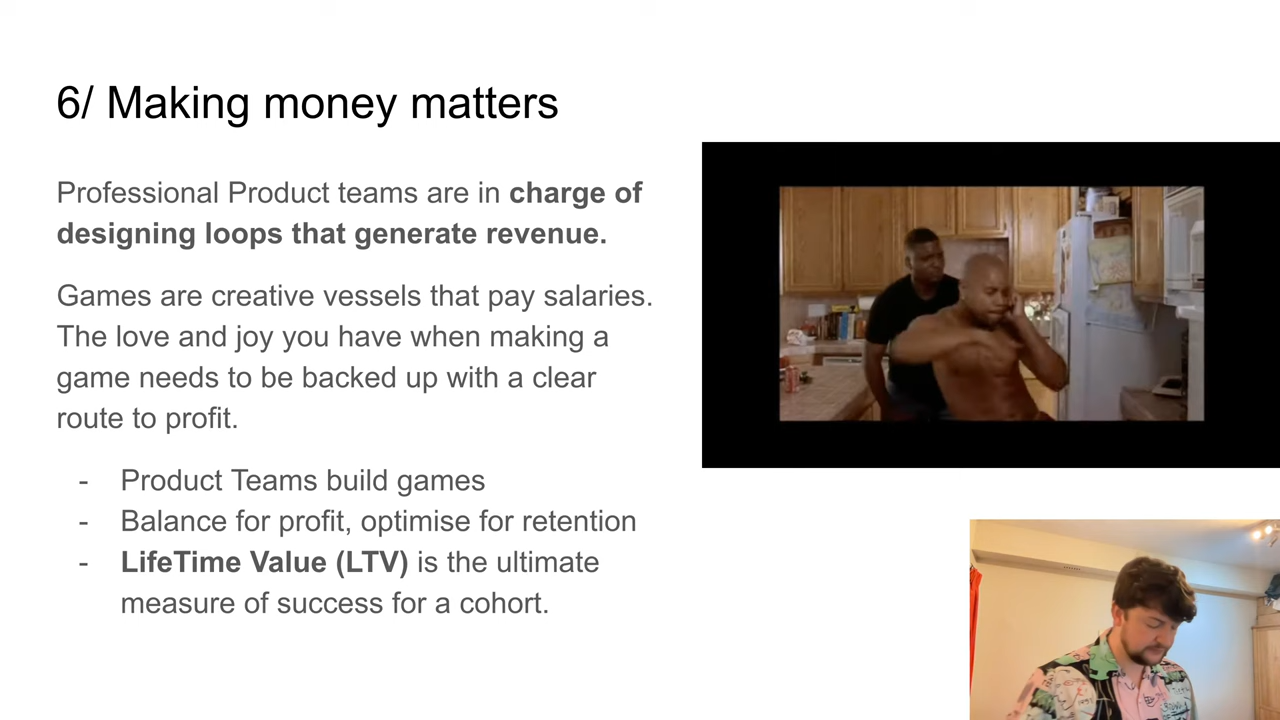 6/ Making money matters
Professional Product teams are in charge of
designing loops that generate revenue.
Games are creative vessels that pay salaries.
The love and joy you have when making a
game needs to be backed up with a clear
route to profit.
- Product Teams build games
- Balance for profit, optimise for retention
- LifeTime Value (LTV) is the ultimate
measure of success for a cohort.